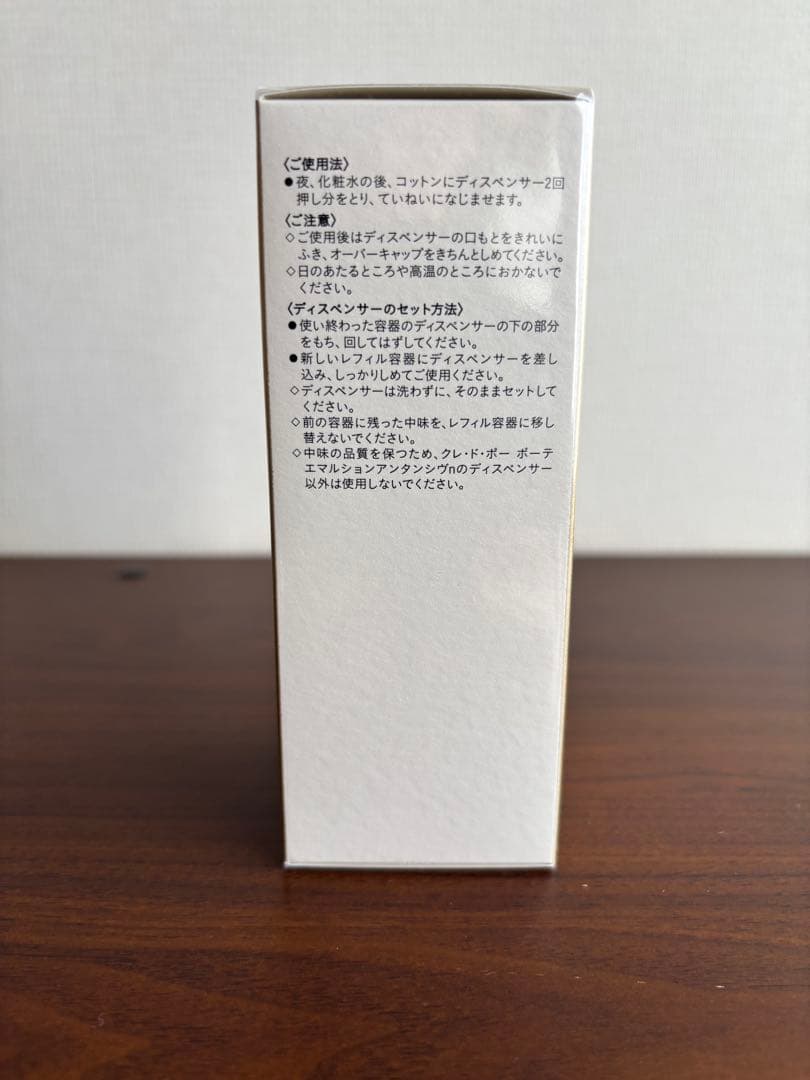 〈ご使用法〉
●夜、化粧水の後、コットンにディスペンサー2回
押し分をとり、ていねいになじませます。
〈ご注意〉
◇ご使用後はディスペンサーの口もとをきれいに
ふき、オーバーキャップをきちんとしめてください。
◇日のあたるところや高温のところにおかないで
ください。
〈ディスペンサーのセット方法〉
●使い終わった容器のディスペンサーの下の部分
をもち、回してはずしてください。
●新しいレフィル容器にディスペンサーを差し
込み、しっかりしめてご使用ください。
◇ディスペンサーは洗わずに、そのままセットして
ください。
◇前の容器に残った中味を、レフィル容器に移し
替えないでください。
◇中味の品質を保つため、クレ・ド・ポー ボーテ
エマルションアンタンシヴnのディスペンサー
以外は使用しないでください。